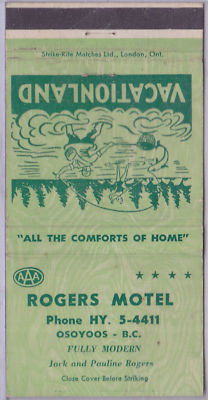 Strike-Rite Matches Ltd., London, Ont.
VACATIONLAND
"ALL THE COMFORTS OF HOME"
AAA
★ ★ ★ ★
ROGERS MOTEL
Phone HY. 5-4411
OSOYOOS - B.C.
FULLY MODERN
Jack and Pauline Rogers
Close Cover Before Striking